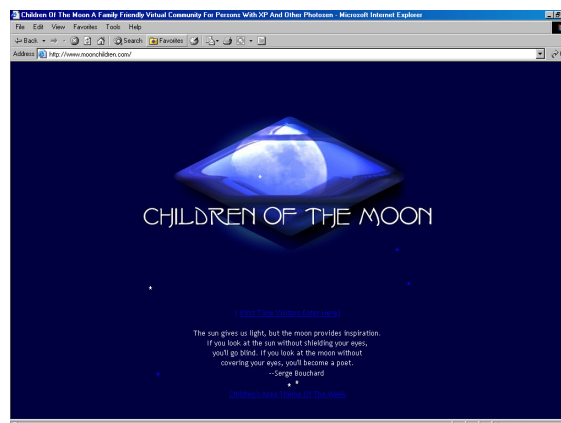 Children Of The Moon A Family Friendly Virtual Community For Persons With XP And Other Photosen - Microsoft Internet Explorer
File Edit View Favorites Tools Help
Back Search Favorites
Address http://www.moonchildren.com/
CHILDREN OF THE MOON
The sun gives us light, but the moon provides inspiration.
If you look at the sun without shielding your eyes,
you'll go blind. If you look at the moon without
covering your eyes, you'll become a poet.
--Serge Bouchard